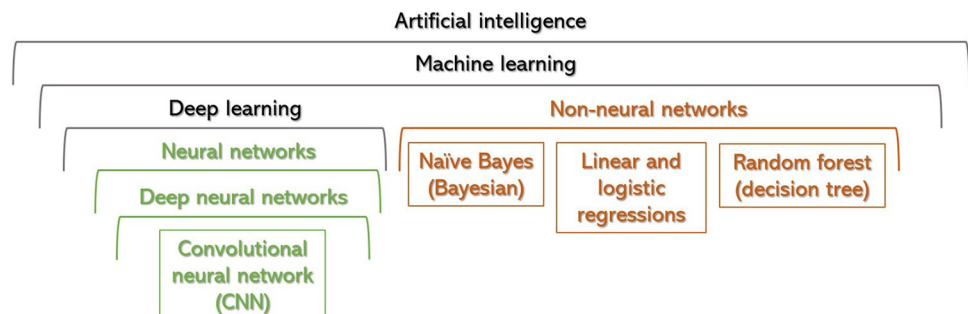 Artificial intelligence
Machine learning
Deep learning
Non-neural networks
Neural networks
Naïve Bayes
(Bayesian)
Linear and
logistic
regressions
Random forest
(decision tree)
Deep neural networks
Convolutional
neural network
(CNN)